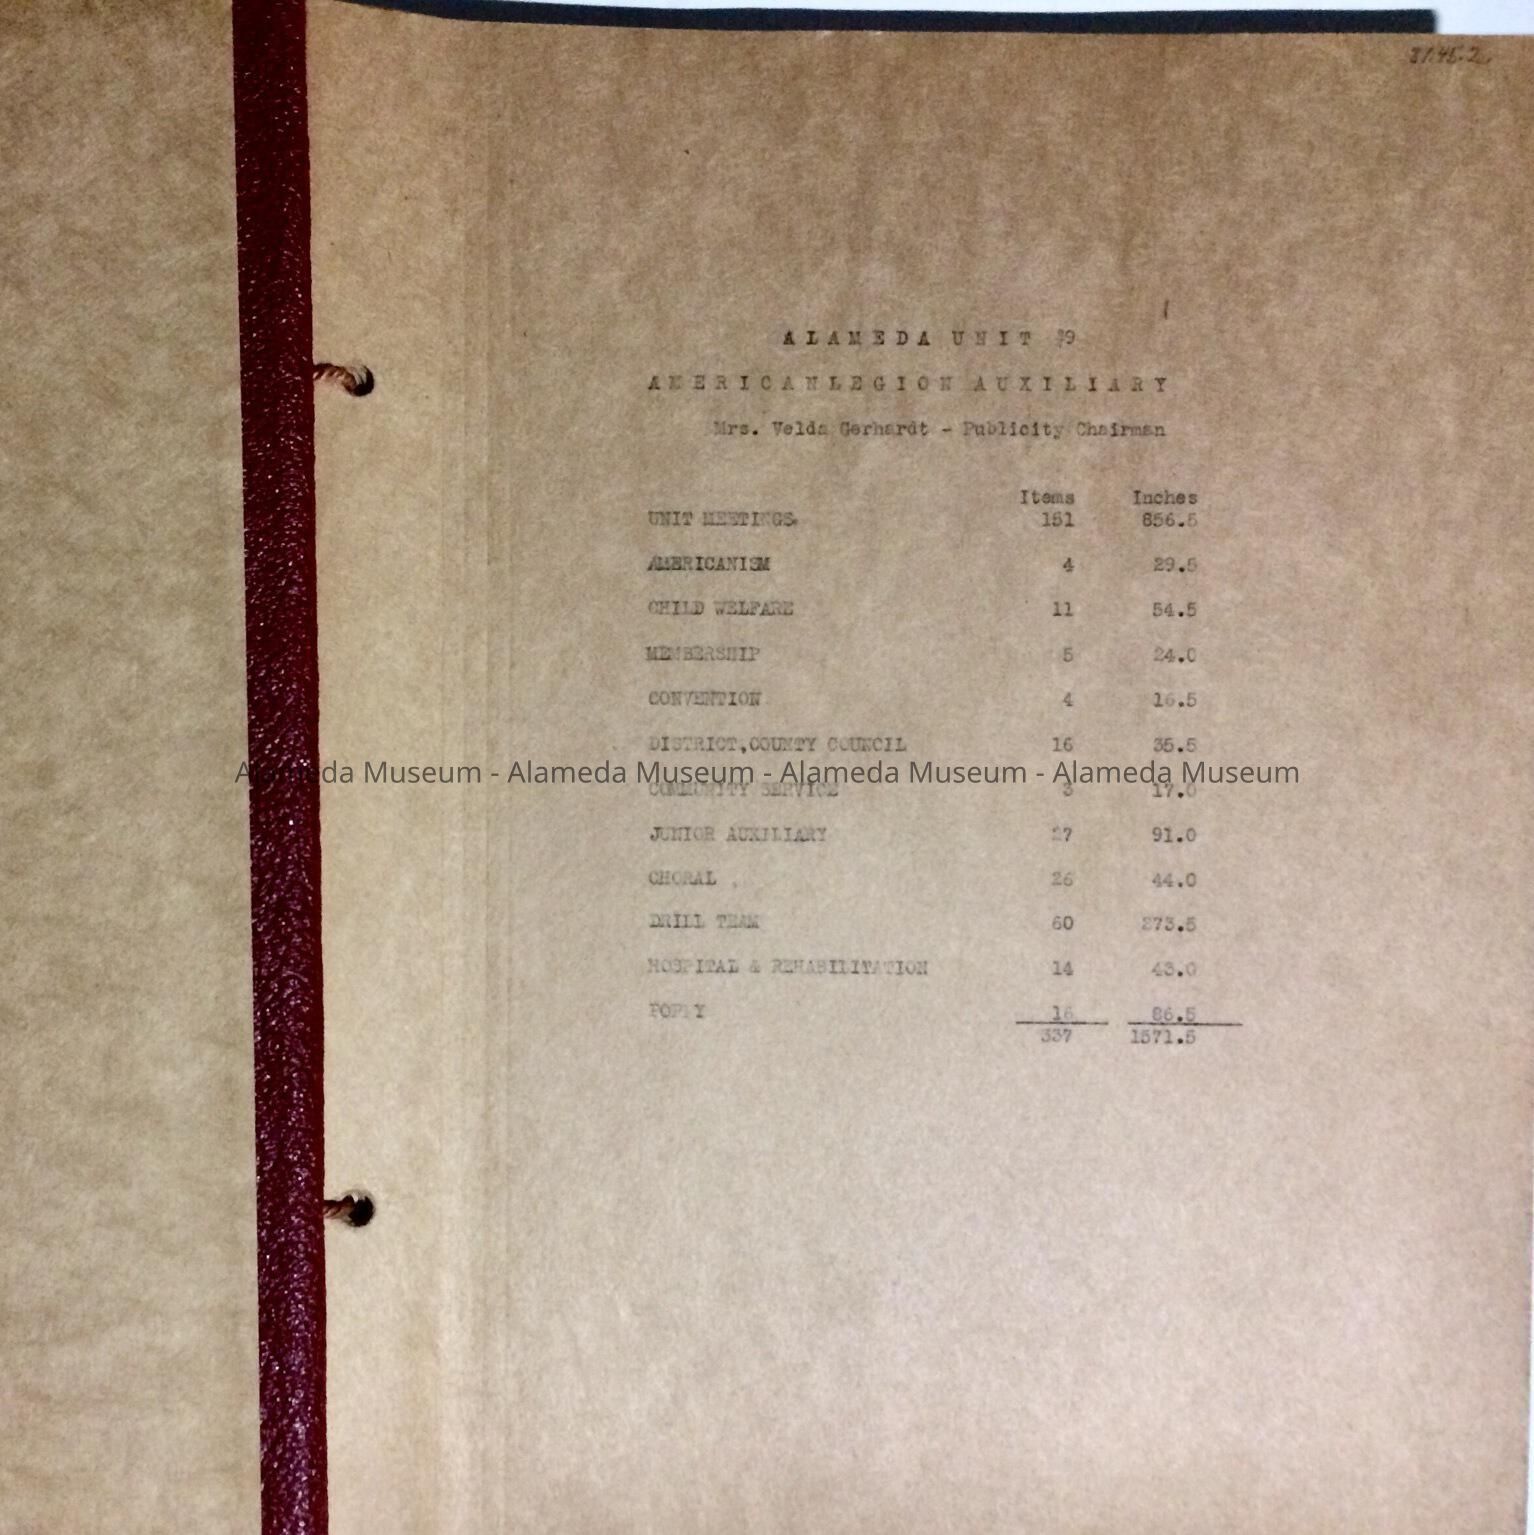 31.45.2
ALAMEDA UNIT #9
AMERICANLEGION AUXILIARY
Mrs. Velda Gerhardt - Publicity Chairman
Items Inches
UNIT MEETINGS. 151 856.5
AMERICANISM 4 29.5
CHILD WELFARE 11 54.5
MEMBERSHIP 5 24.0
CONVENTION 4 16.5
DISTRICT,COUNTY COUNCIL 16 35.5
Alameda Museum - Alameda Museum - Alameda Museum - Alameda Museum
COMMUNITY SERVICE 3 17.0
JUNIOR AUXILIARY 27 91.0
CHORAL 26 44.0
DRILL TEAM 60 273.5
HOSPITAL & REHABILITATION 14 43.0
POPPY 16 86.5
337 1571.5